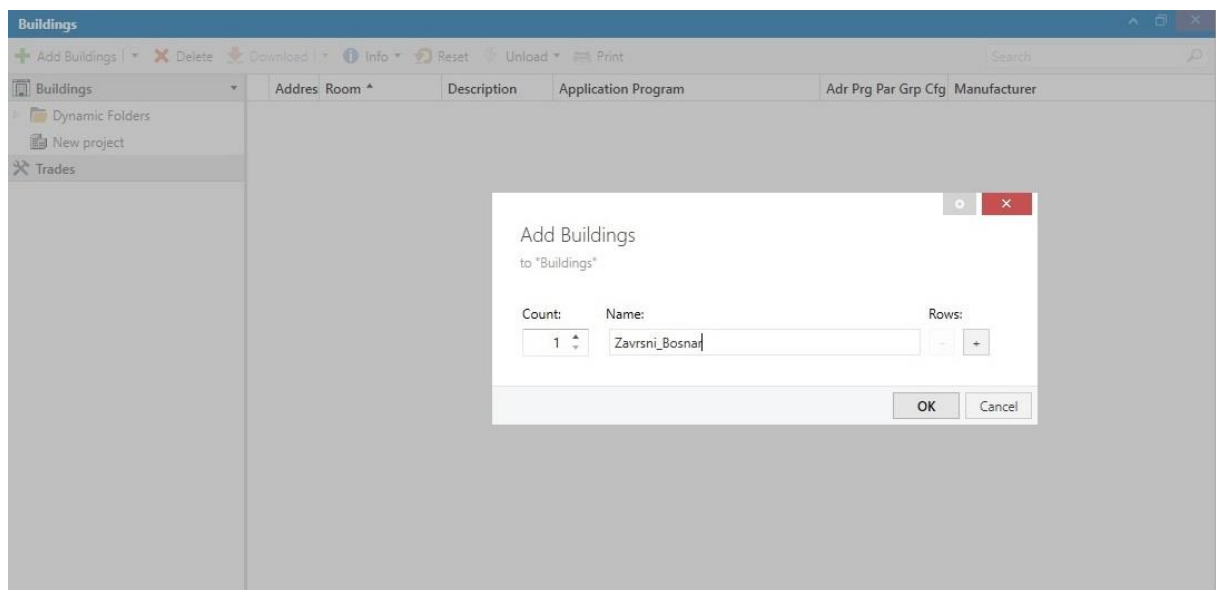 Buildings
Add Buildings Delete Download Info Reset Unload Print Search
Buildings Addres Room Description Application Program Adr Prg Par Grp Cfg Manufacturer
Dynamic Folders
New project
Trades
Add Buildings
to "Buildings"
Count: Name: Rows:
1 Zavrsni_Bosnar - +
OK Cancel